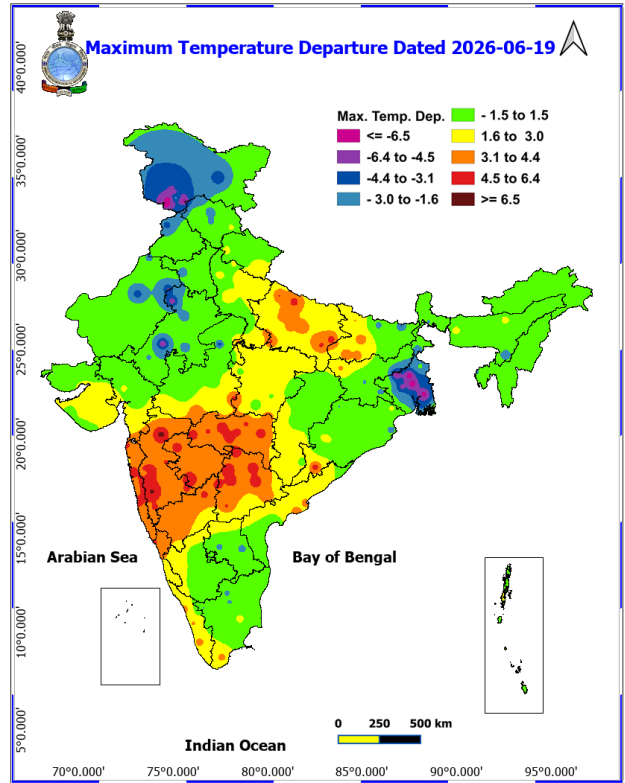 Maximum Temperature Departure Dated 2026-06-19
Max. Temp. Dep.
<= -6.5
-6.4 to -4.5
-4.4 to -3.1
- 3.0 to -1.6
- 1.5 to 1.5
1.6 to 3.0
3.1 to 4.4
4.5 to 6.4
>= 6.5
40°0.000'
35°0.000'
30°0.000'
25°0.000'
20°0.000'
15°0.000'
10°0.000'
5°0.000'
Arabian Sea
Bay of Bengal
Indian Ocean
0 250 500 km
70°0.000' 75°0.000' 80°0.000' 85°0.000' 90°0.000' 95°0.000'